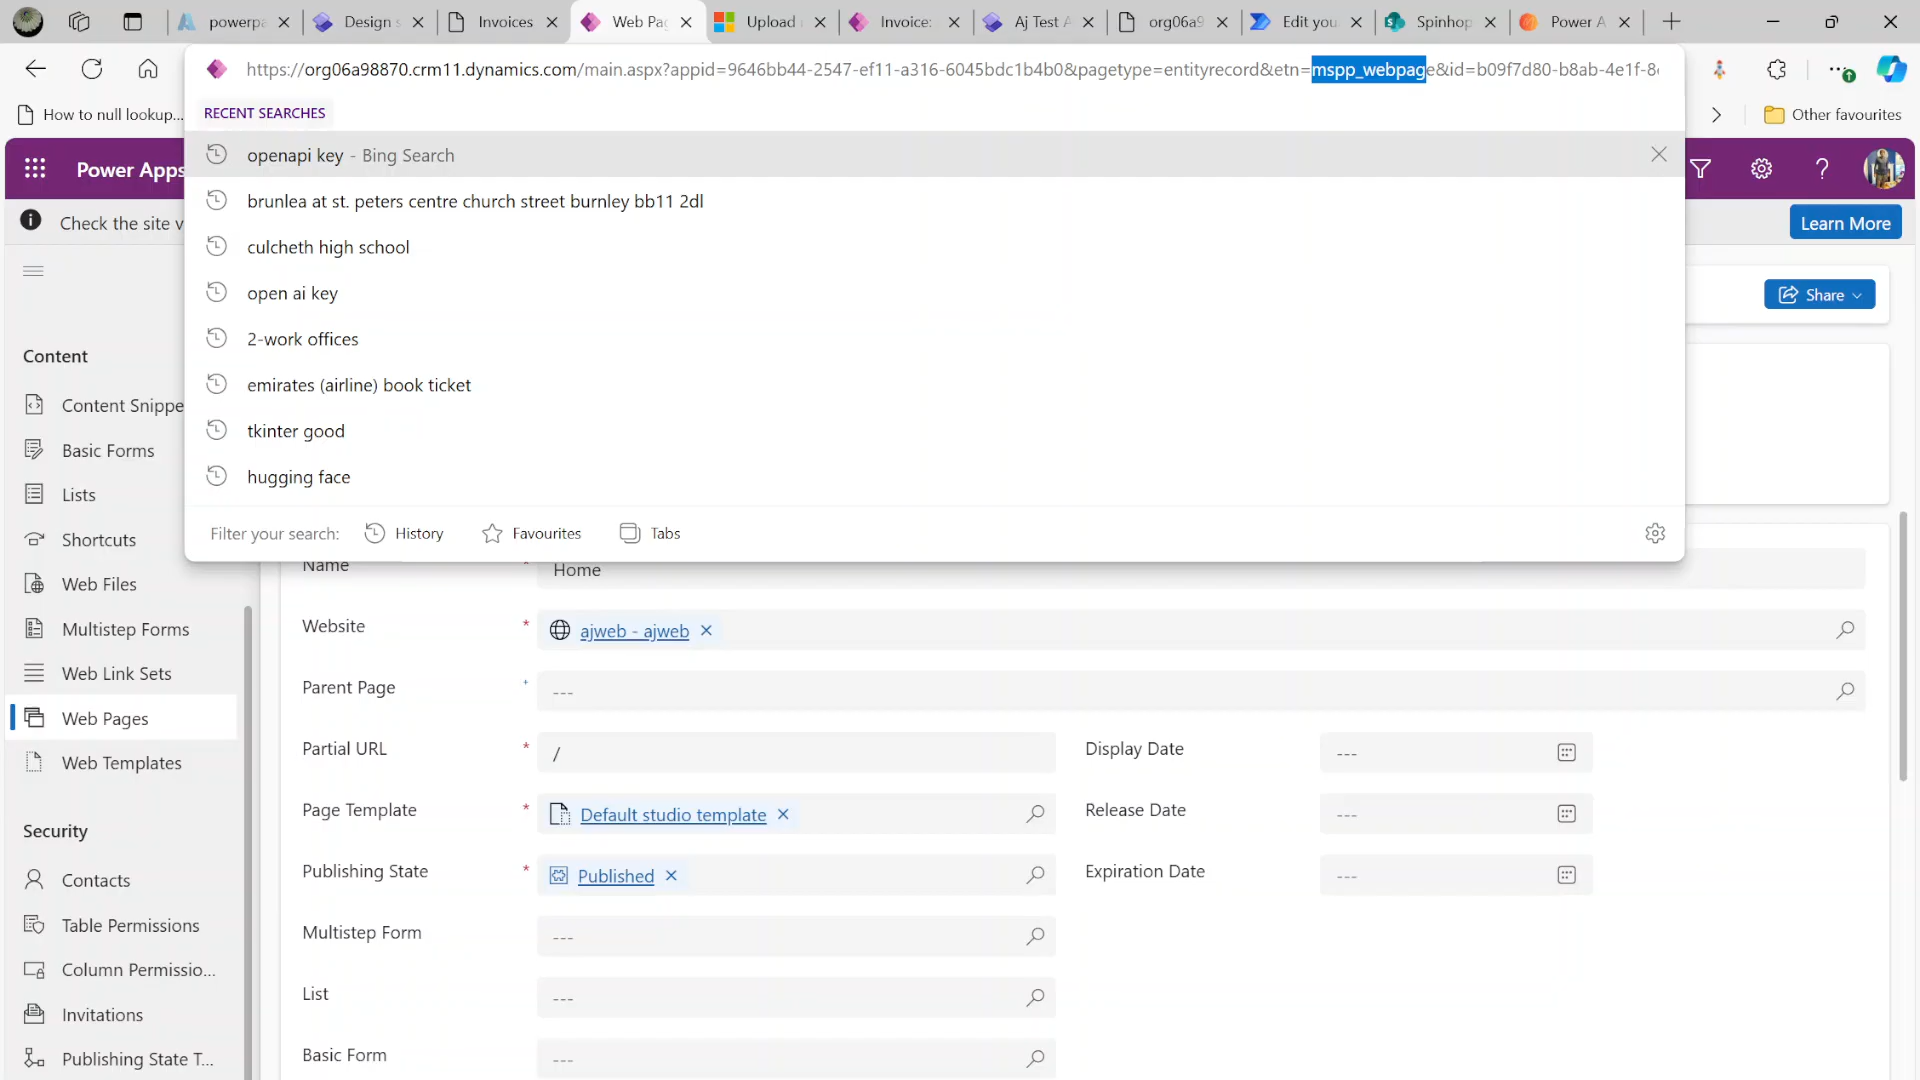 powerpa
Design s
Invoices
Web Pag
Upload
Invoice:
Aj Test A
org06a9
Edit you
Spinhop
Power A
https://org06a98870.crm11.dynamics.com/main.aspx?appid=9646bb44-2547-ef11-a316-6045bdc1b4b0&pagetype=entityrecord&etn=mspp_webpage&id=b09f7d80-b8ab-4e1f-8
How to null lookup...
Other favourites
RECENT SEARCHES
openapi key - Bing Search
brunlea at st. peters centre church street burnley bb11 2dl
culcheth high school
open ai key
2-work offices
emirates (airline) book ticket
tkinter good
hugging face
Filter your search:
History
Favourites
Tabs
Power Apps
Check the site v
Learn More
Share
Content
Content Snippe
Basic Forms
Lists
Shortcuts
Web Files
Multistep Forms
Web Link Sets
Web Pages
Web Templates
Security
Contacts
Table Permissions
Column Permissio...
Invitations
Publishing State T...
Name * Home
Website * ajweb - ajweb
Parent Page + ---
Partial URL * /
Display Date ---
Page Template * Default studio template
Release Date ---
Publishing State * Published
Expiration Date ---
Multistep Form ---
List ---
Basic Form ---